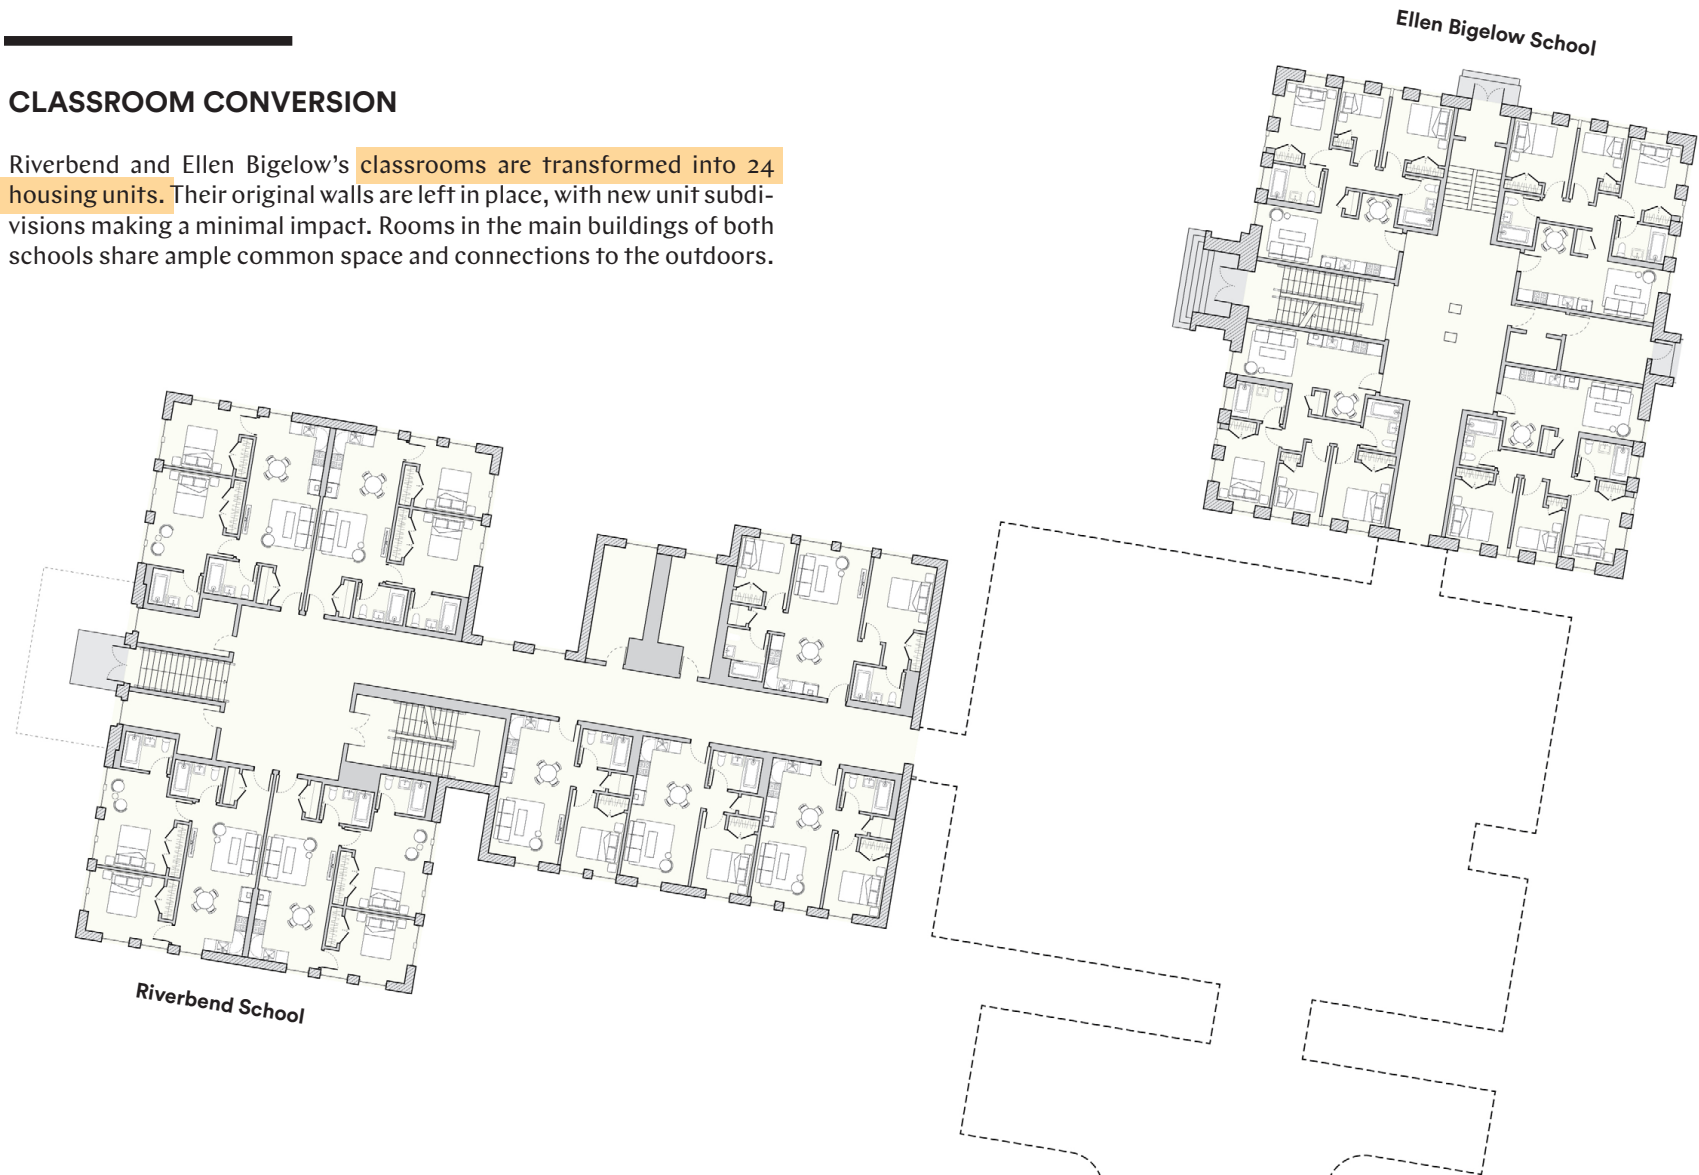 Ellen Bigelow School
CLASSROOM CONVERSION
Riverbend and Ellen Bigelow’s classrooms are transformed into 24
housing units. Their original walls are left in place, with new unit subdi-
visions making a minimal impact. Rooms in the main buildings of both
schools share ample common space and connections to the outdoors.
Riverbend School